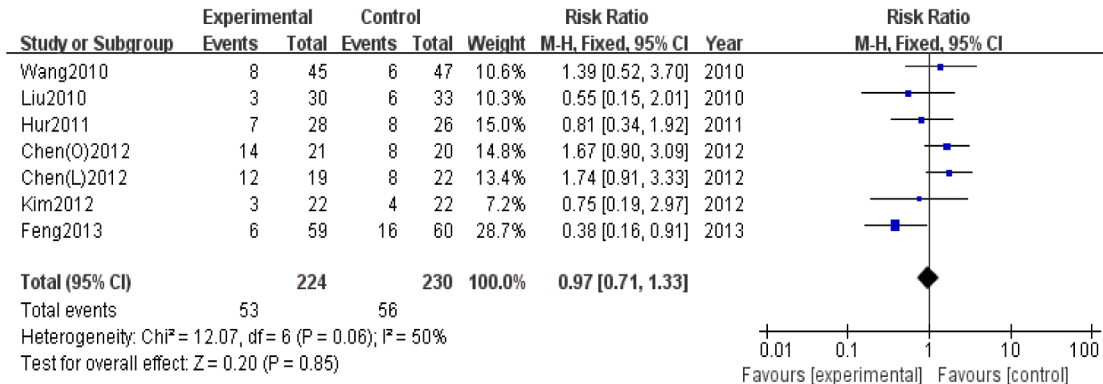 Experimental Control Risk Ratio Risk Ratio
Study or Subgroup Events Total Events Total Weight M-H, Fixed, 95% CI Year M-H, Fixed, 95% CI
Wang2010 8 45 6 47 10.6% 1.39 [0.52, 3.70] 2010
Liu2010 3 30 6 33 10.3% 0.55 [0.15, 2.01] 2010
Hur2011 7 28 8 26 15.0% 0.81 [0.34, 1.92] 2011
Chen(O)2012 14 21 8 20 14.8% 1.67 [0.90, 3.09] 2012
Chen(L)2012 12 19 8 22 13.4% 1.74 [0.91, 3.33] 2012
Kim2012 3 22 4 22 7.2% 0.75 [0.19, 2.97] 2012
Feng2013 6 59 16 60 28.7% 0.38 [0.16, 0.91] 2013
Total (95% CI) 224 230 100.0% 0.97 [0.71, 1.33]
Total events 53 56
Heterogeneity: Chi² = 12.07, df = 6 (P = 0.06); I² = 50%
Test for overall effect: Z = 0.20 (P = 0.85)
0.01 0.1 1 10 100
Favours [experimental] Favours [control]